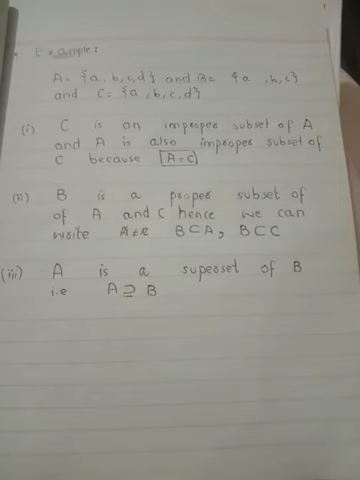 Example:
A = {a, b, c, d} and B = {a, b, c}
and C = {a, b, c, d}
(i) C is an improper subset of A
and A is also improper subset of
C because A = C
(ii) B is a proper subset of
of A and C hence we can
write B ⊂ A, B ⊂ C
(iii) A is a superset of B
i.e A ⊇ B